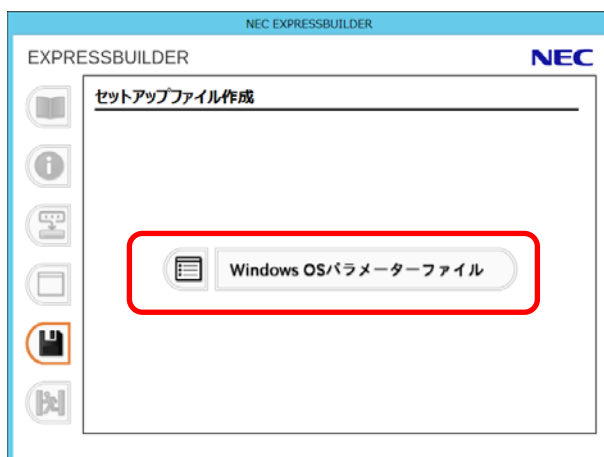 NEC EXPRESSBUILDER
EXPRESSBUILDER
NEC
セットアップファイル作成
Windows OSパラメーターファイル